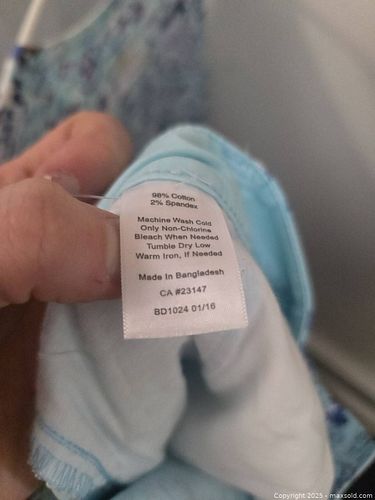 98% Cotton
2% Spandex
Machine Wash Cold
Only Non-Chlorine
Bleach When Needed
Tumble Dry Low
Warm Iron, If Needed
Made In Bangladesh
CA #23147
BD1024 01/16
Copyright 2025 - maxsold.com